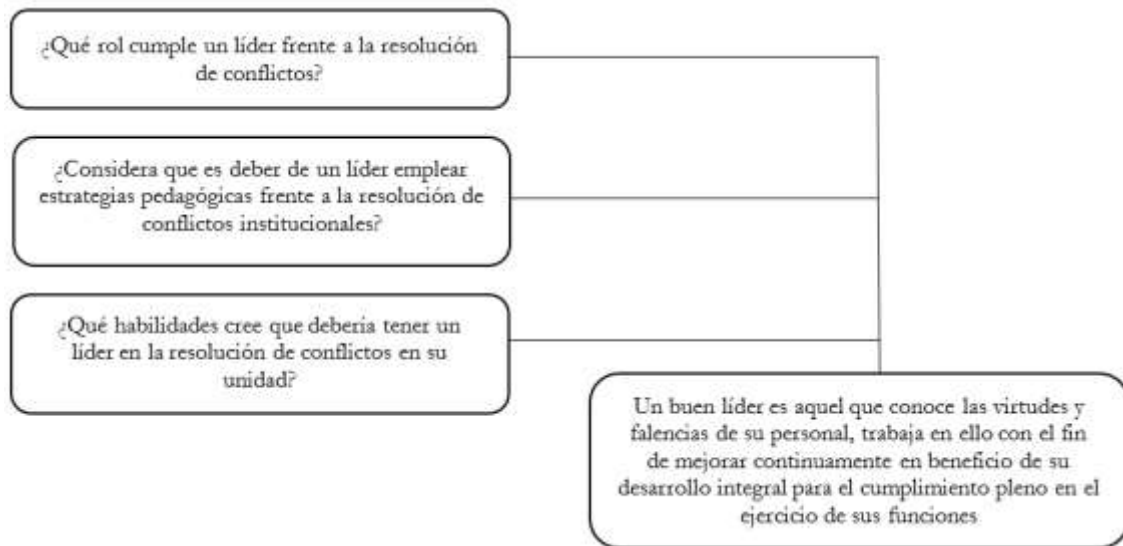 ¿Qué rol cumple un líder frente a la resolución
de conflictos?
¿Considera que es deber de un líder emplear
estrategias pedagógicas frente a la resolución de
conflictos institucionales?
¿Qué habilidades cree que debería tener un
líder en la resolución de conflictos en su
unidad?
Un buen líder es aquel que conoce las virtudes y
falencias de su personal, trabaja en ello con el fin
de mejorar continuamente en beneficio de su
desarrollo integral para el cumplimiento pleno en el
ejercicio de sus funciones